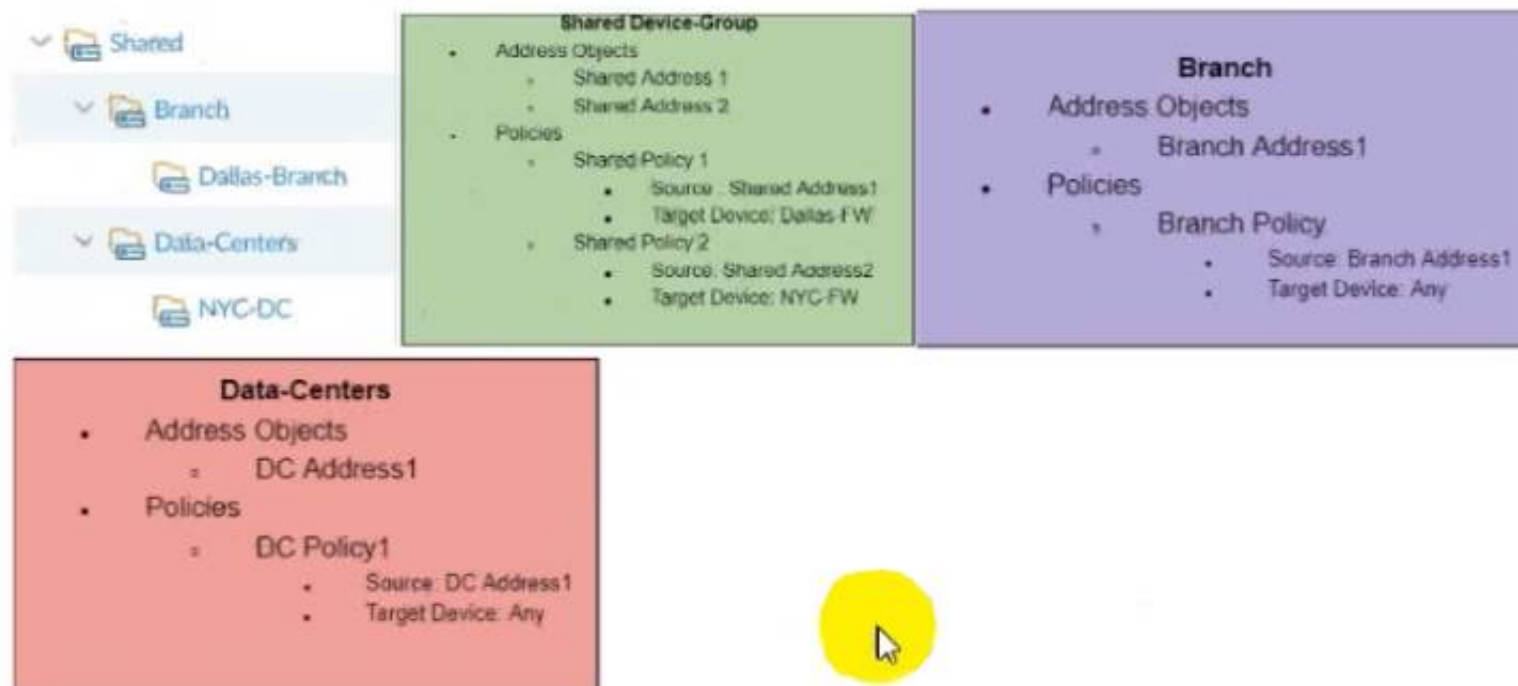 Shared
Branch
Dallas-Branch
Data-Centers
NYC-DC
Shared Device-Group
Address Objects
Shared Address 1
Shared Address 2
Policies
Shared Policy 1
Source : Shared Address1
Target Device: Dallas-FW
Shared Policy 2
Source: Shared Address2
Target Device: NYC-FW
Branch
Address Objects
Branch Address1
Policies
Branch Policy
Source: Branch Address1
Target Device: Any
Data-Centers
Address Objects
DC Address1
Policies
DC Policy1
Source: DC Address1
Target Device: Any